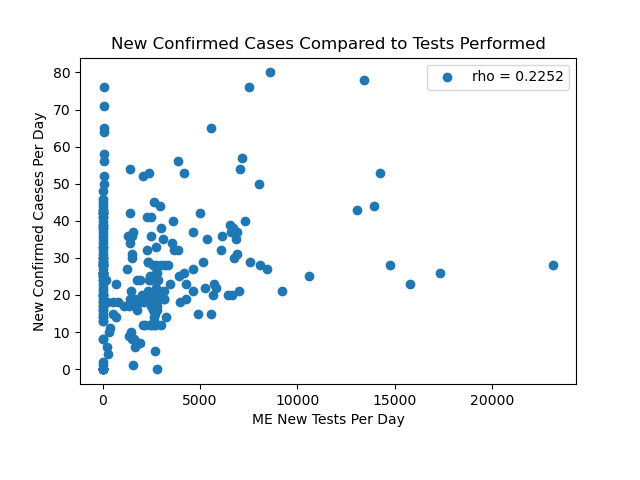 New Confirmed Cases Compared to Tests Performed
rho = 0.2252
New Confirmed Caeses Per Day
80
70
60
50
40
30
20
10
0
0 5000 10000 15000 20000
ME New Tests Per Day